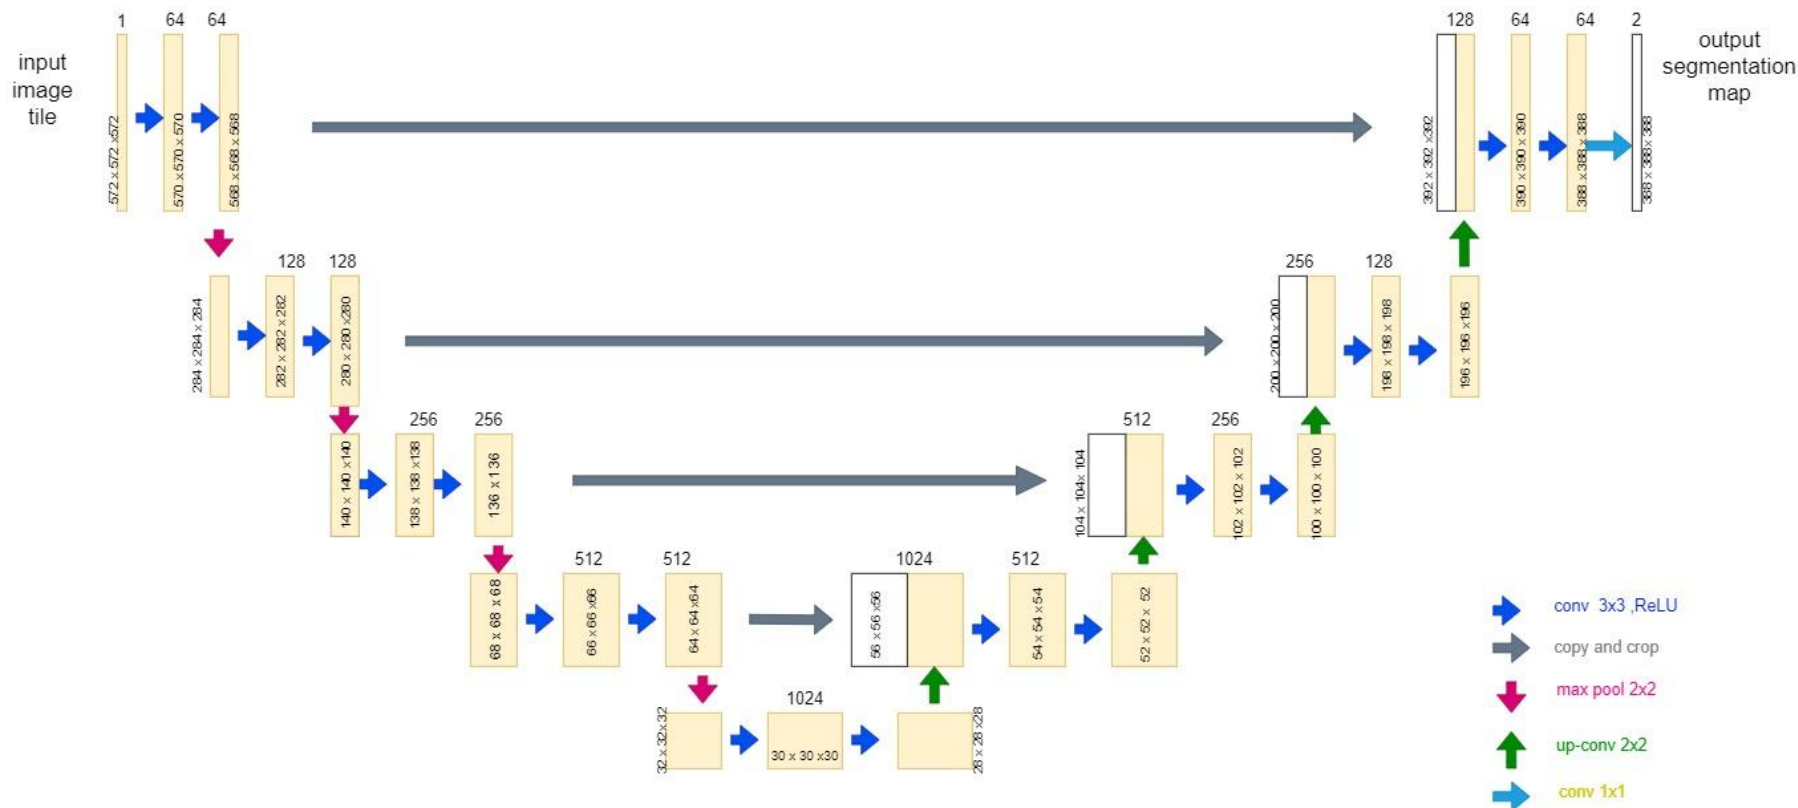 1
64
64
128
64
64
2
input
image
tile
output
segmentation
map
572 x 572 x572
570 x 570 x 570
568 x 568 x 568
392 x 392 x392
390 x 390 x 390
388 x 388 x 388
388 x 388 x 388
128
128
256
128
284 x 284 x 284
282 x 282 x 282
280 x 280 x280
200 x 200 x 200
198 x 198 x 198
196 x 196 x196
256
256
512
256
140 x 140 x140
138 x 138 x138
136 x 136
104 x 104x 104
102 x 102 x 102
100 x 100 x 100
512
512
1024
512
68 x 68 x 68
66 x 66 x66
64 x 64 x64
56 x 56 x56
54 x 54 x 54
52 x 52 x 52
1024
32 x 32x 32
30 x 30 x30
28 x 28 x28
conv 3x3 ,ReLU
copy and crop
max pool 2x2
up-conv 2x2
conv 1x1